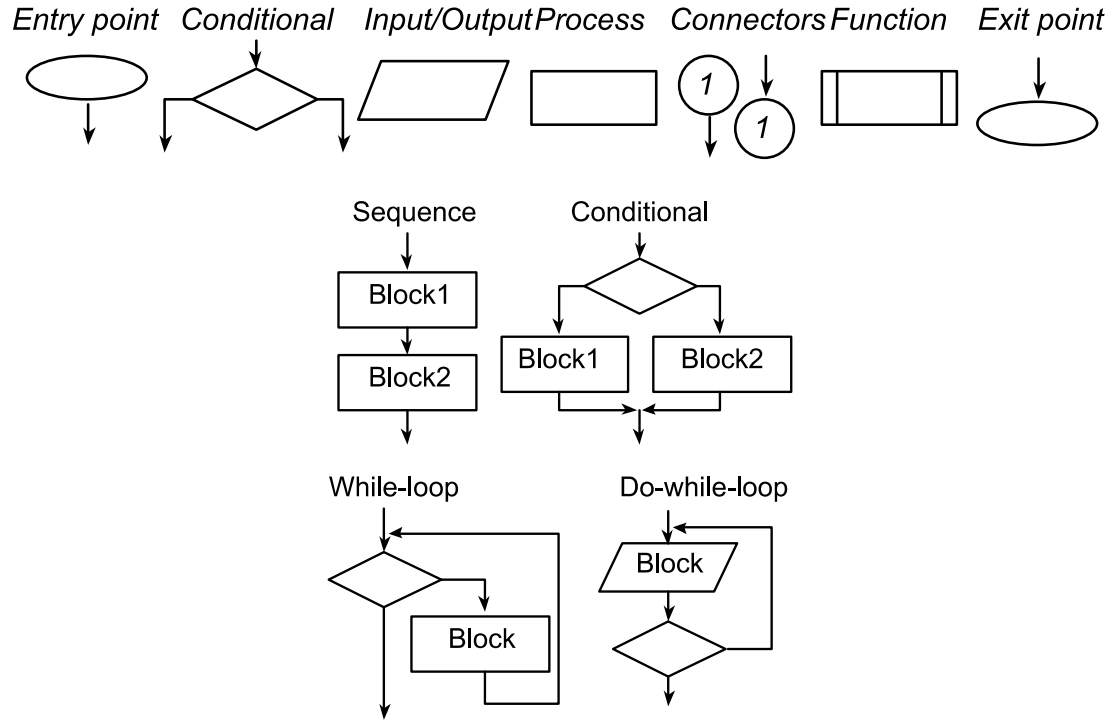 Entry point Conditional Input/Output Process Connectors Function Exit point
1
1
Sequence Conditional
Block1
Block2
Block1 Block2
While-loop Do-while-loop
Block
Block